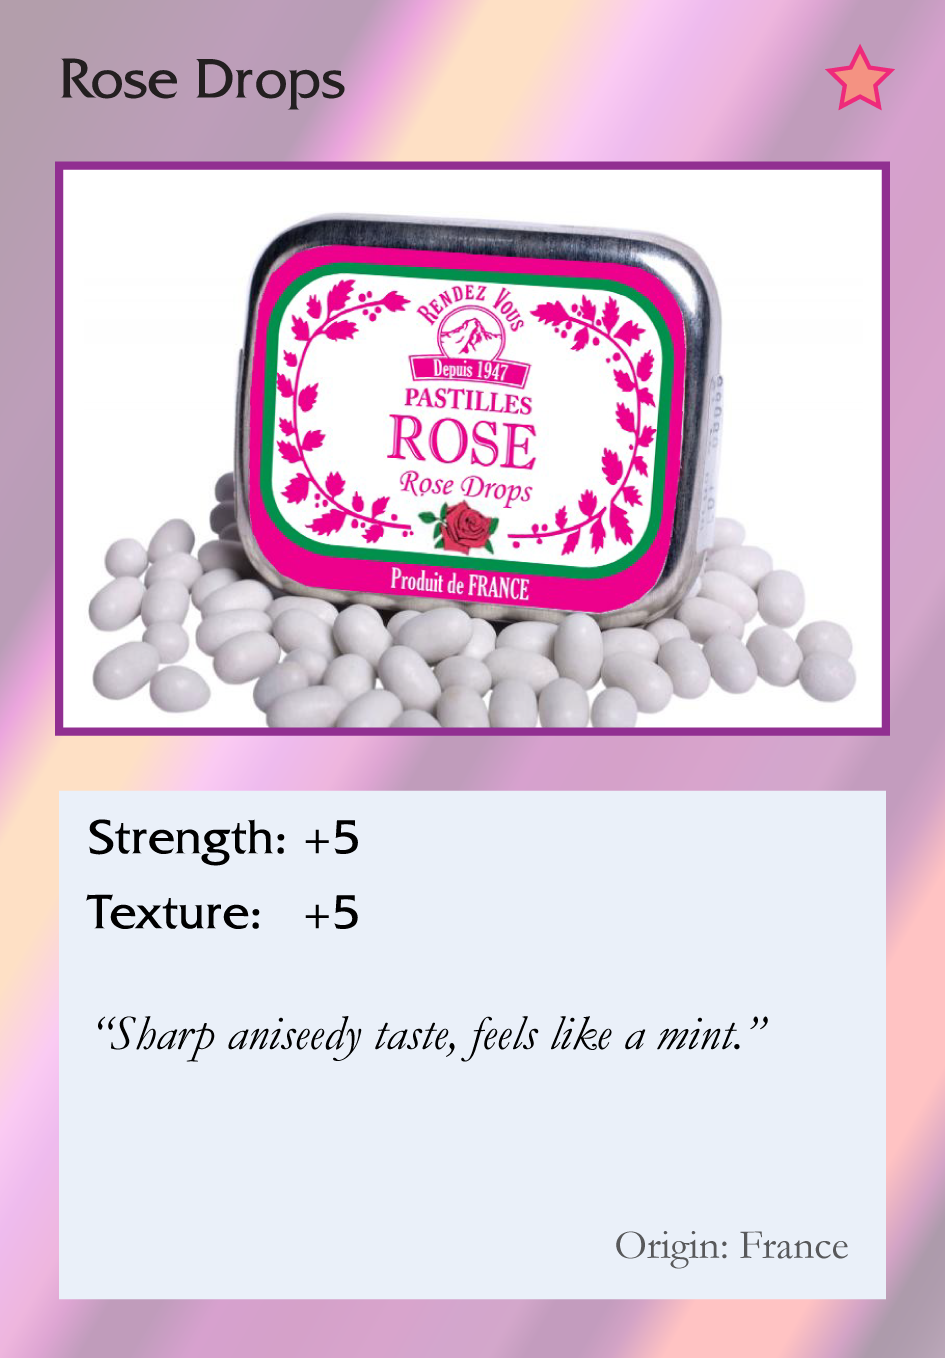 Rose Drops
RENDEZ VOUS
Depuis 1947
PASTILLES
ROSE
Rose Drops
Produit de FRANCE
Strength: +5
Texture: +5
“Sharp aniseedy taste, feels like a mint.”
Origin: France